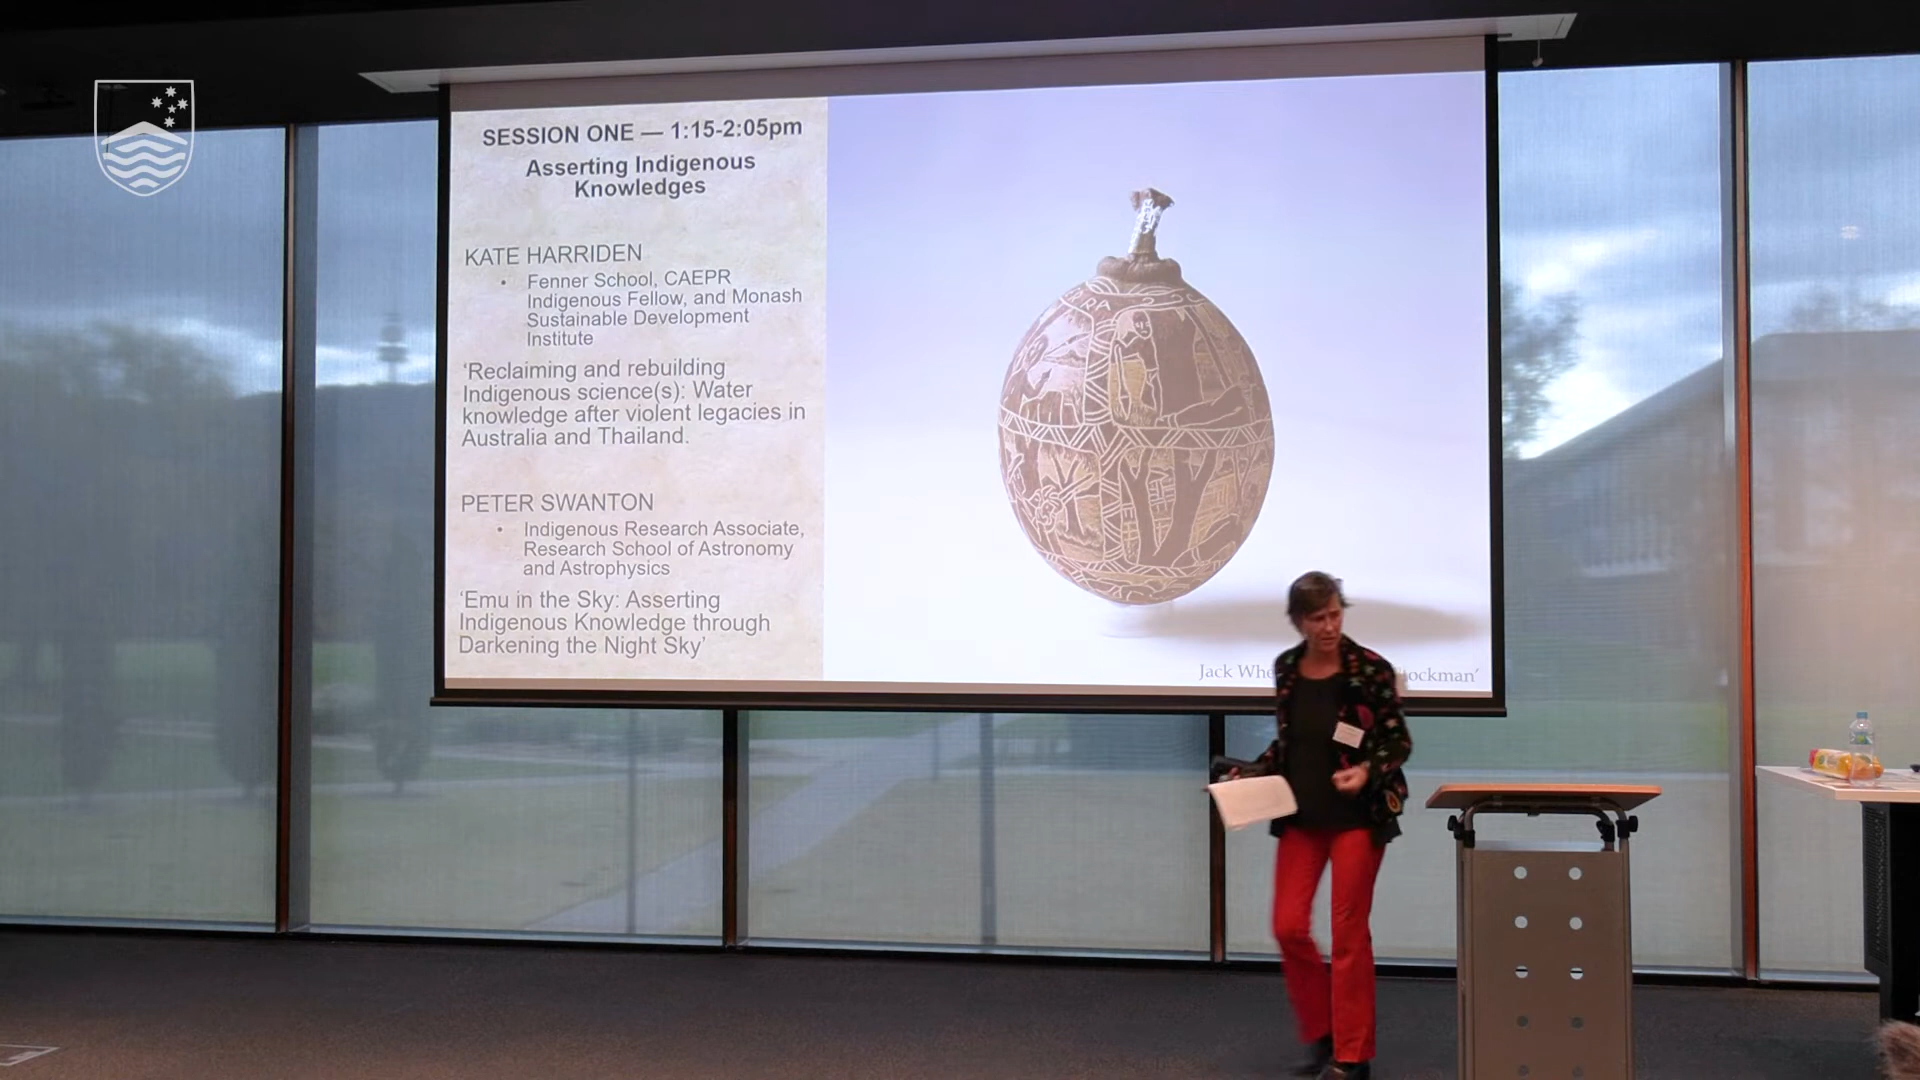 SESSION ONE — 1:15-2:05pm
Asserting Indigenous
Knowledges
KATE HARRIDEN
• Fenner School, CAEPR
Indigenous Fellow, and Monash
Sustainable Development
Institute
‘Reclaiming and rebuilding
Indigenous science(s): Water
knowledge after violent legacies in
Australia and Thailand.
PETER SWANTON
• Indigenous Research Associate,
Research School of Astronomy
and Astrophysics
‘Emu in the Sky: Asserting
Indigenous Knowledge through
Darkening the Night Sky’
Jack